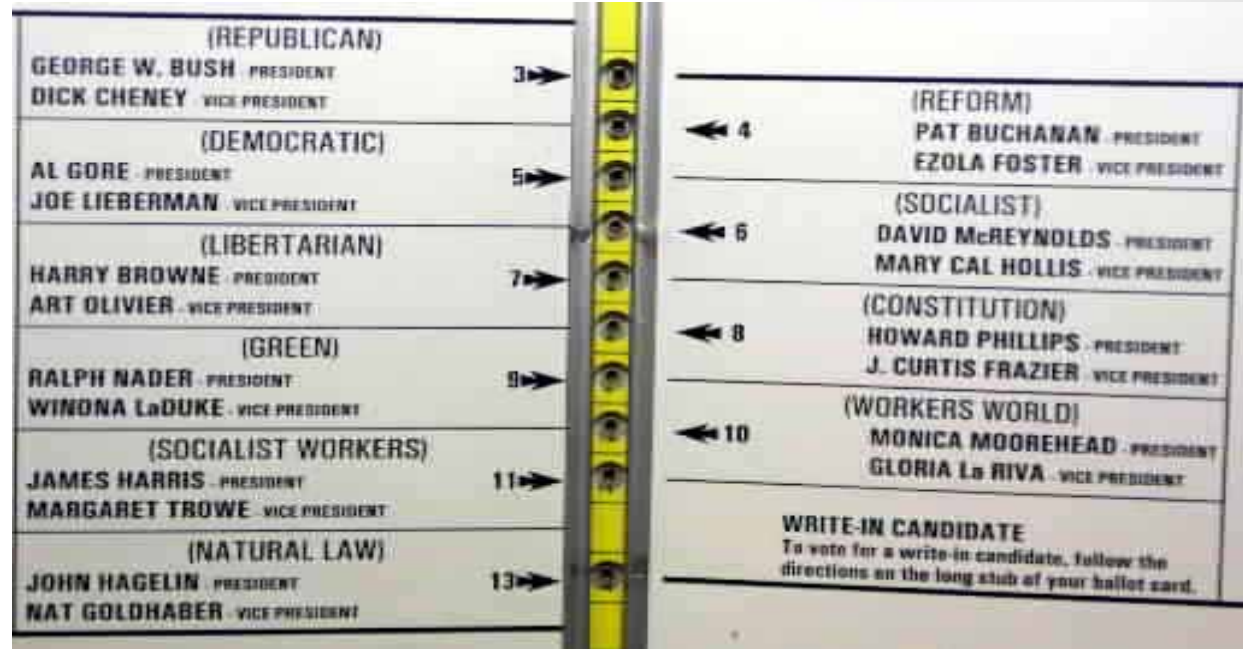 (REPUBLICAN)
GEORGE W. BUSH - PRESIDENT
DICK CHENEY - VICE PRESIDENT
3
(DEMOCRATIC)
AL GORE - PRESIDENT
JOE LIEBERMAN - VICE PRESIDENT
5
(LIBERTARIAN)
HARRY BROWNE - PRESIDENT
ART OLIVIER - VICE PRESIDENT
7
(GREEN)
RALPH NADER - PRESIDENT
WINONA LaDUKE - VICE PRESIDENT
9
(SOCIALIST WORKERS)
JAMES HARRIS - PRESIDENT
MARGARET TROWE - VICE PRESIDENT
11
(NATURAL LAW)
JOHN HAGELIN - PRESIDENT
NAT GOLDHABER - VICE PRESIDENT
13
(REFORM)
4
PAT BUCHANAN - PRESIDENT
EZOLA FOSTER - VICE PRESIDENT
(SOCIALIST)
6
DAVID McREYNOLDS - PRESIDENT
MARY CAL HOLLIS - VICE PRESIDENT
(CONSTITUTION)
8
HOWARD PHILLIPS - PRESIDENT
J. CURTIS FRAZIER - VICE PRESIDENT
(WORKERS WORLD)
10
MONICA MOOREHEAD - PRESIDENT
GLORIA La RIVA - VICE PRESIDENT
WRITE-IN CANDIDATE
To vote for a write-in candidate, follow the
directions on the long stub of your ballot card.